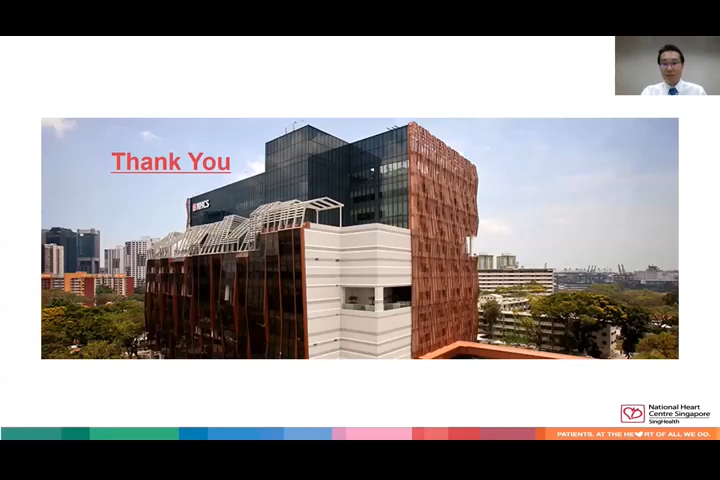 Thank You
NHCS
National Heart
Centre Singapore
SingHealth
PATIENTS. AT THE HE RT OF ALL WE DO.